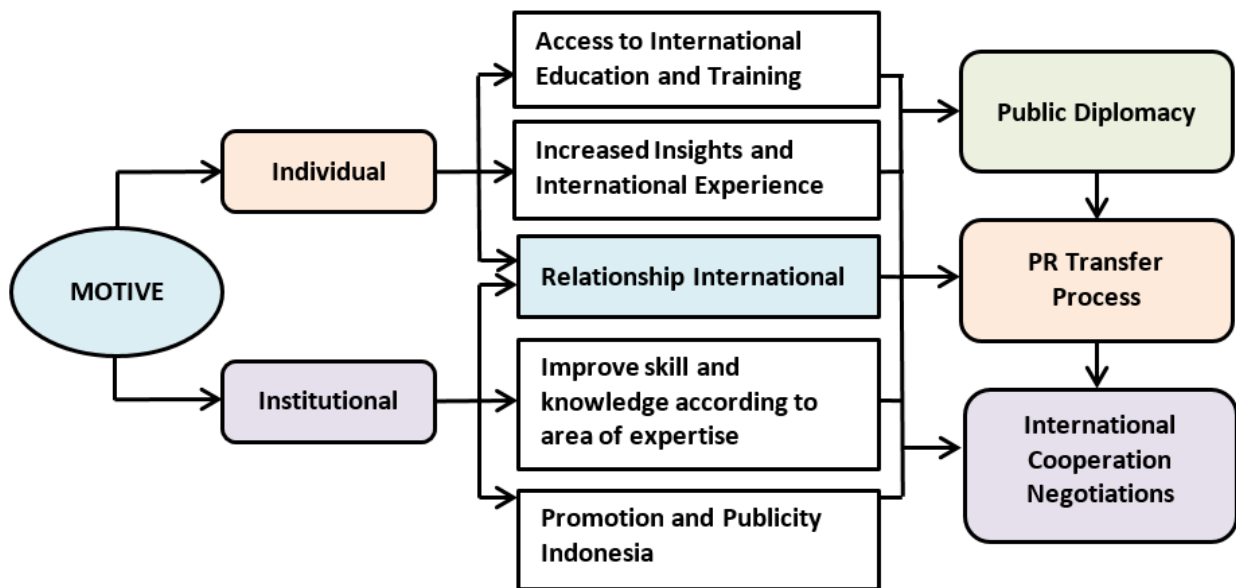 MOTIVE
Individual
Institutional
Access to International
Education and Training
Increased Insights and
International Experience
Relationship International
Improve skill and
knowledge according to
area of expertise
Promotion and Publicity
Indonesia
Public Diplomacy
PR Transfer
Process
International
Cooperation
Negotiations